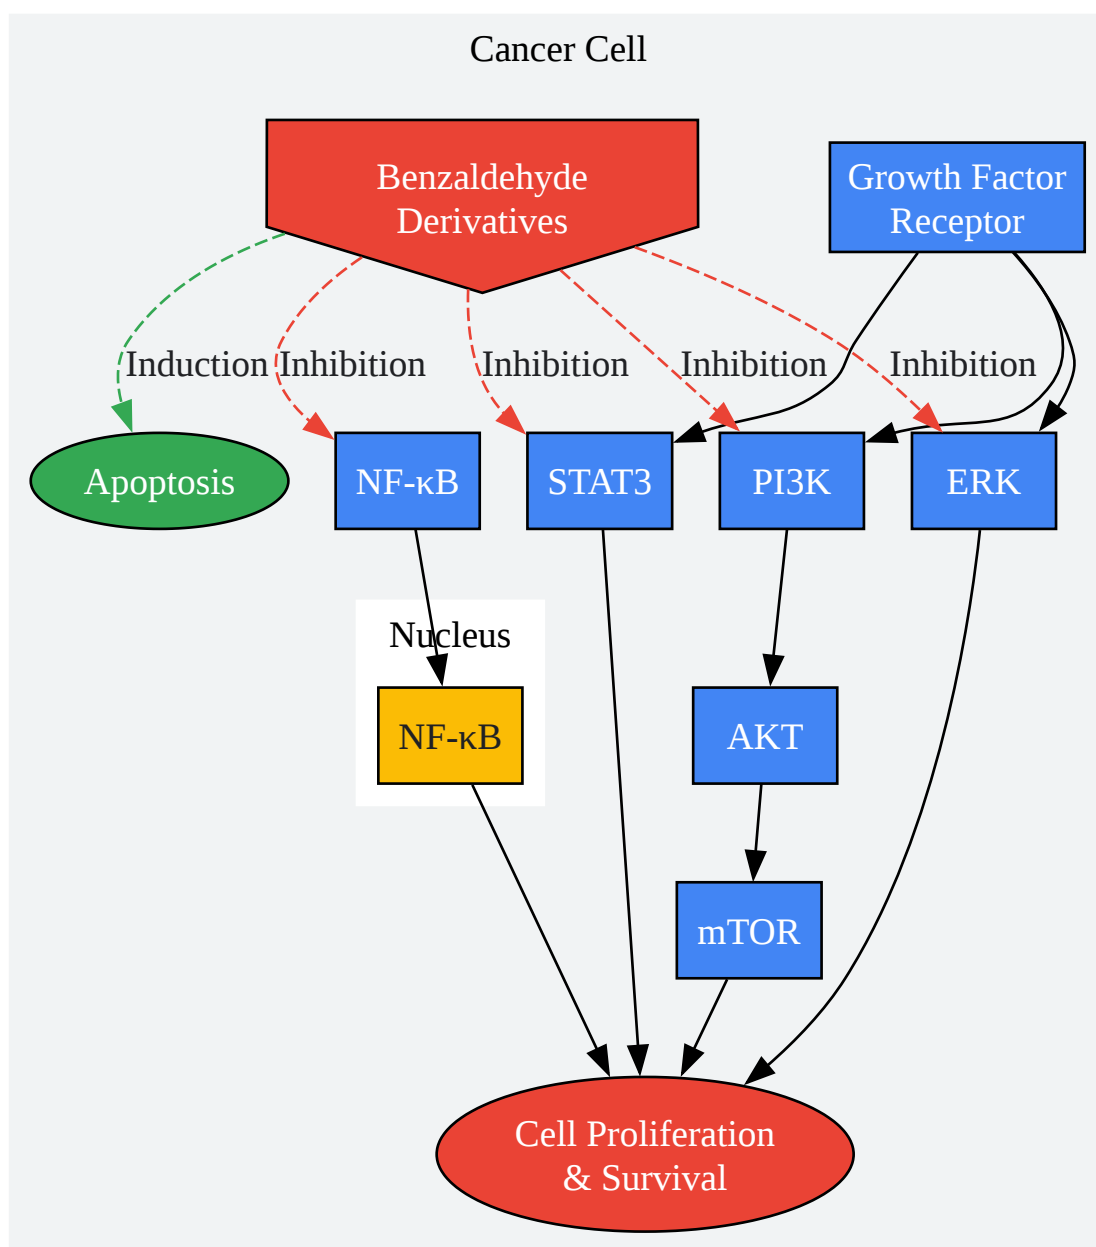 Cancer Cell
Benzaldehyde
Derivatives
Growth Factor
Receptor
Induction
Inhibition
Inhibition
Inhibition
Inhibition
Apoptosis
NF-κB
STAT3
PI3K
ERK
Nucleus
NF-κB
AKT
mTOR
Cell Proliferation
& Survival